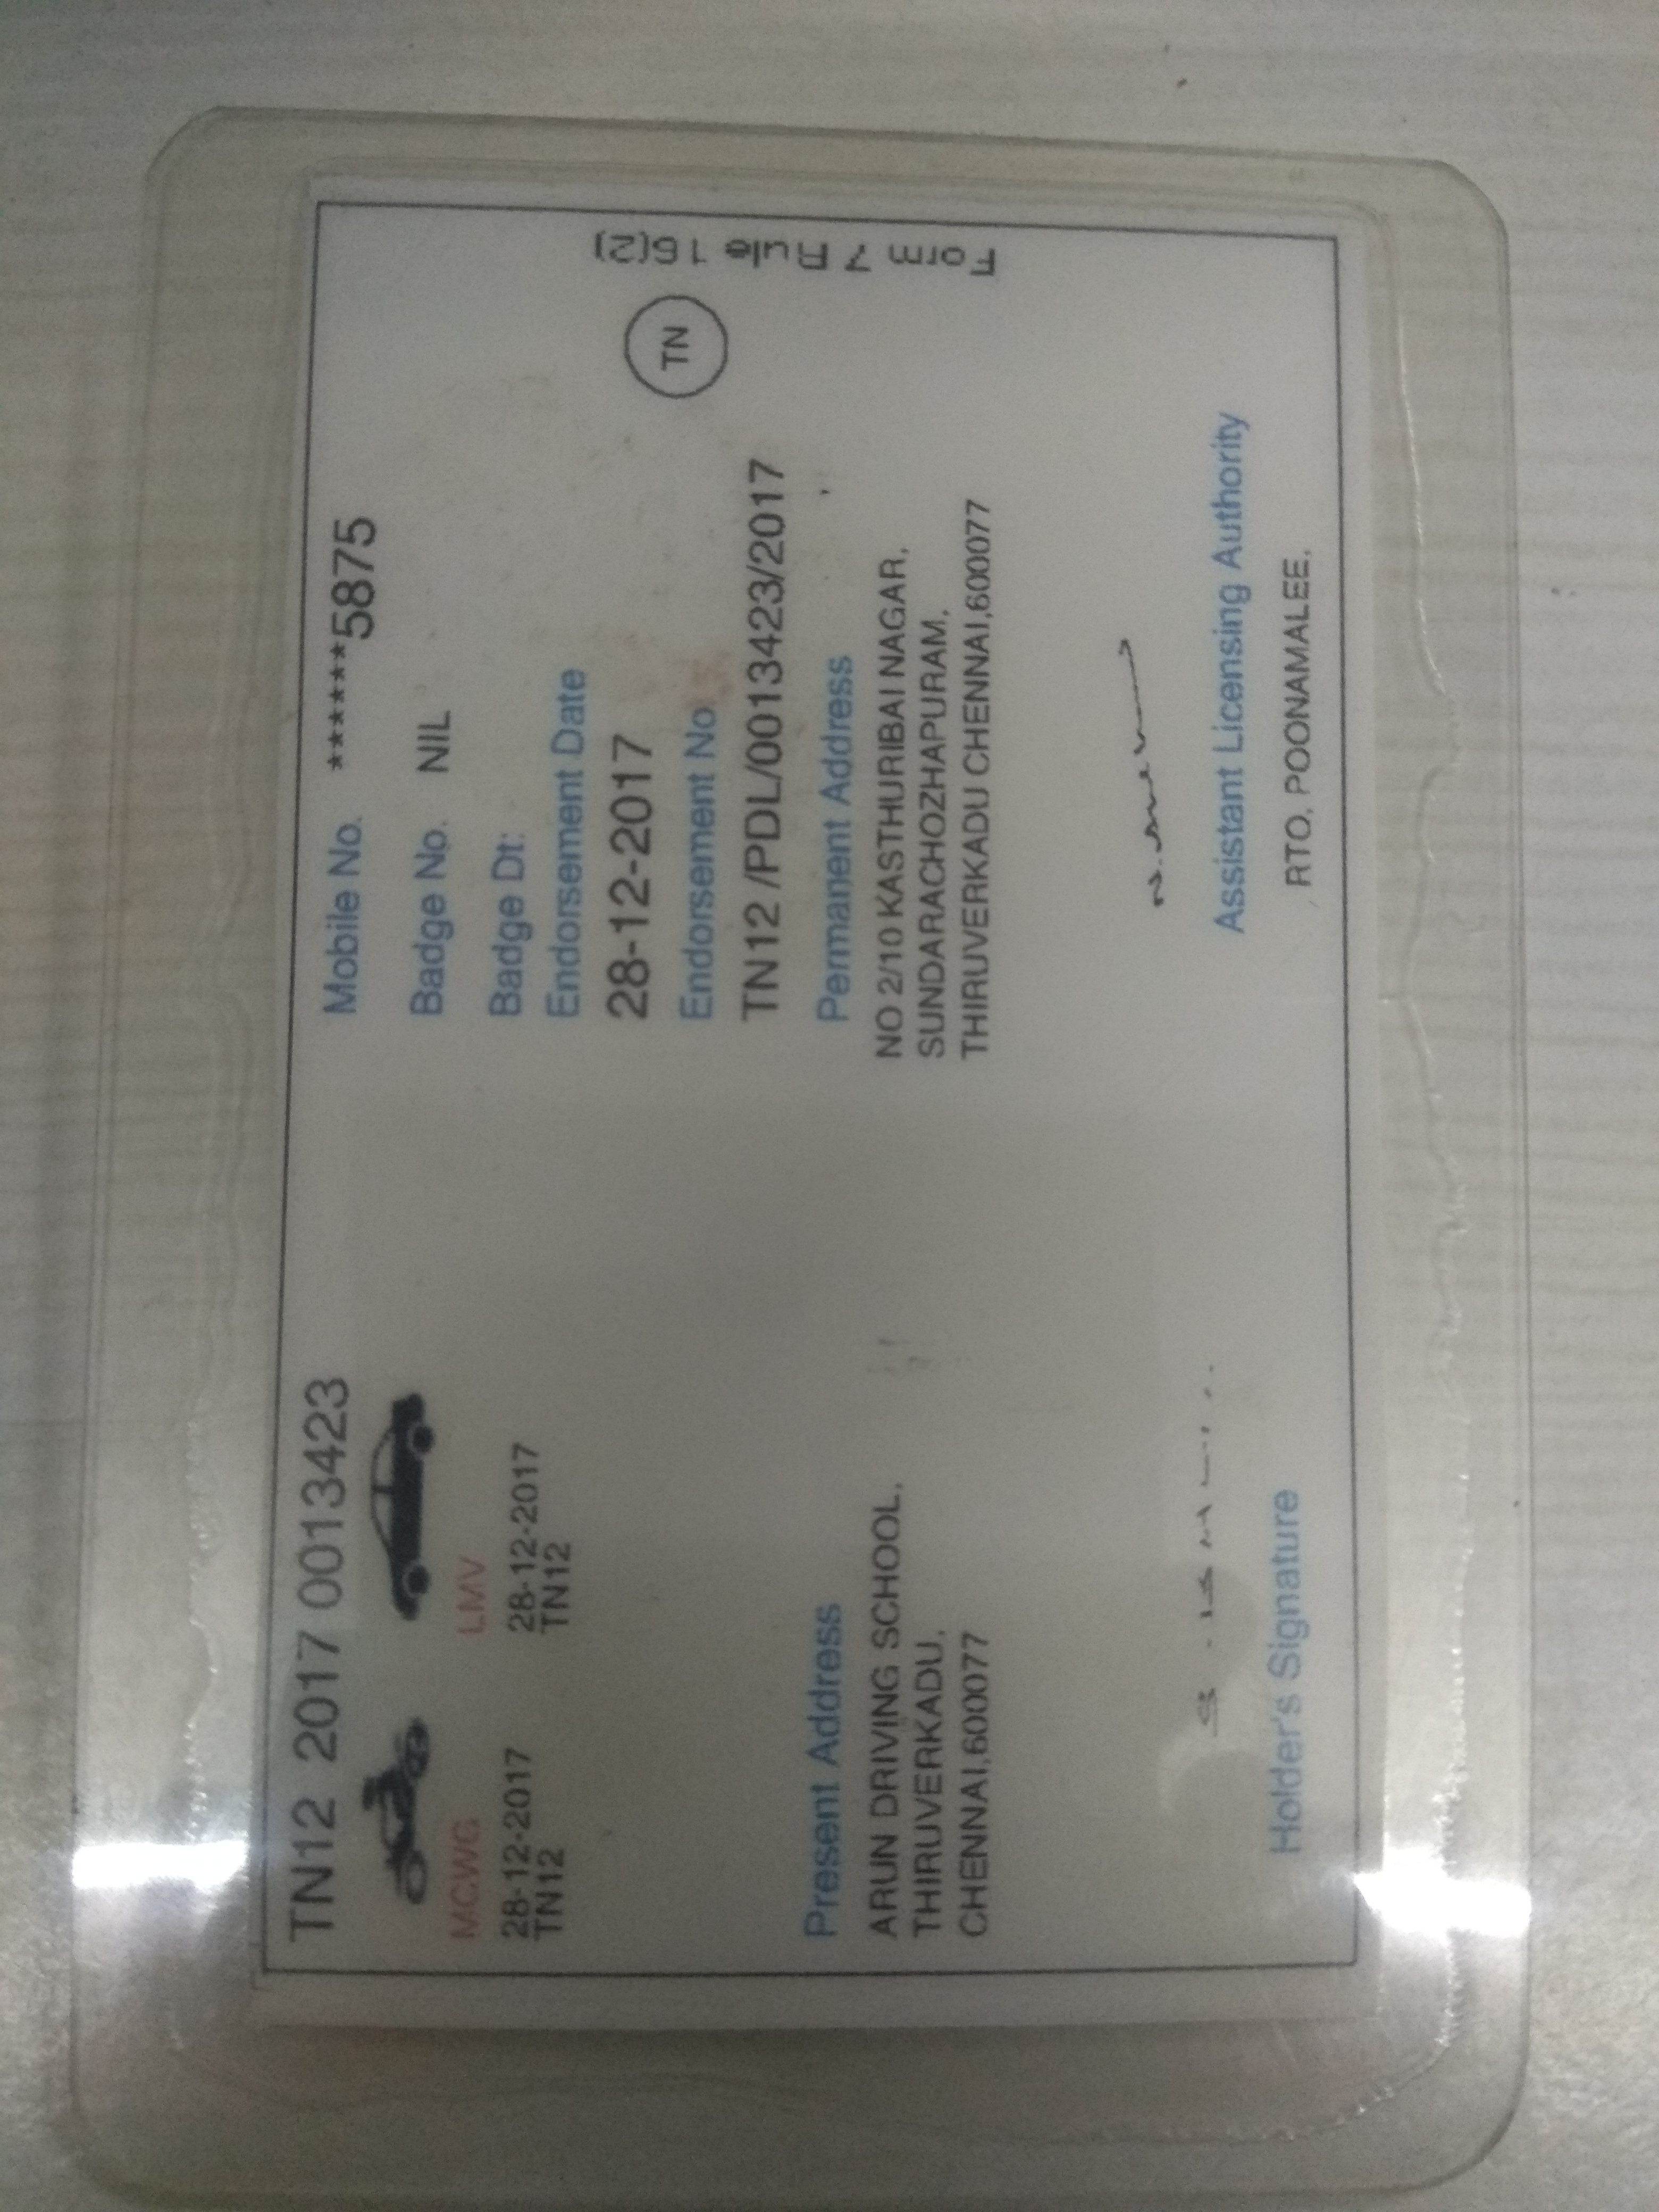 TN12 2017 0013423
MCWG
28-12-2017
TN12
LMV
28-12-2017
TN12
Present Address
ARUN DRIVING SCHOOL,
THIRUVERKADU,
CHENNAI,600077
Holder's Signature
Mobile No. ******5875
Badge No. NIL
Badge Dt:
Endorsement Date
28-12-2017
Endorsement No
TN12 /PDL/0013423/2017
Permanent Address
NO 2/10 KASTHURIBAI NAGAR,
SUNDARACHOZHAPURAM,
THIRUVERKADU CHENNAI,600077
Assistant Licensing Authority
RTO, POONAMALEE,
TN
Form 7 Rule 16(2)